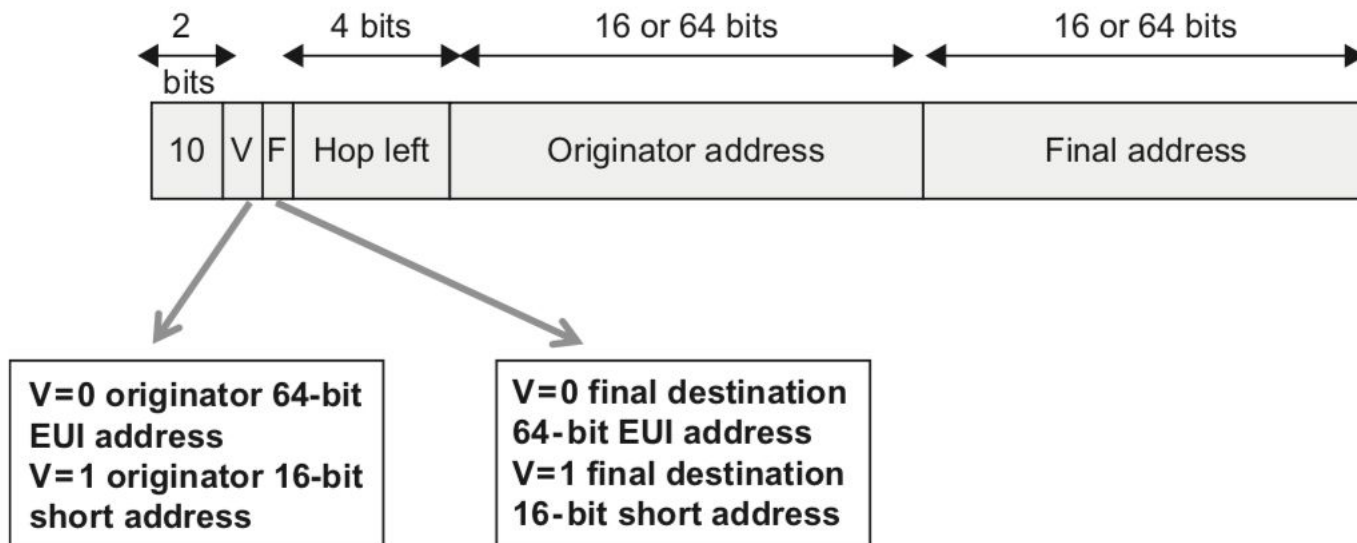 2 4 bits 16 or 64 bits 16 or 64 bits
bits
10 V F Hop left Originator address Final address
V=0 originator 64-bit
EUI address
V=1 originator 16-bit
short address
V=0 final destination
64-bit EUI address
V=1 final destination
16-bit short address